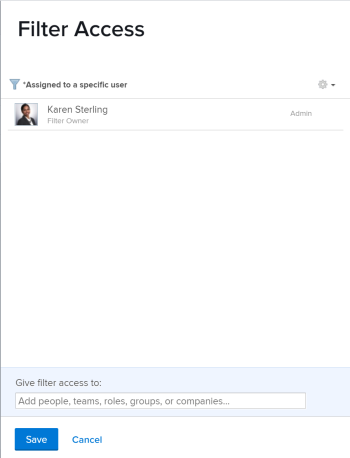 Filter Access
*Assigned to a specific user
Karen Sterling
Filter Owner
Admin
Give filter access to:
Add people, teams, roles, groups, or companies...
Save
Cancel